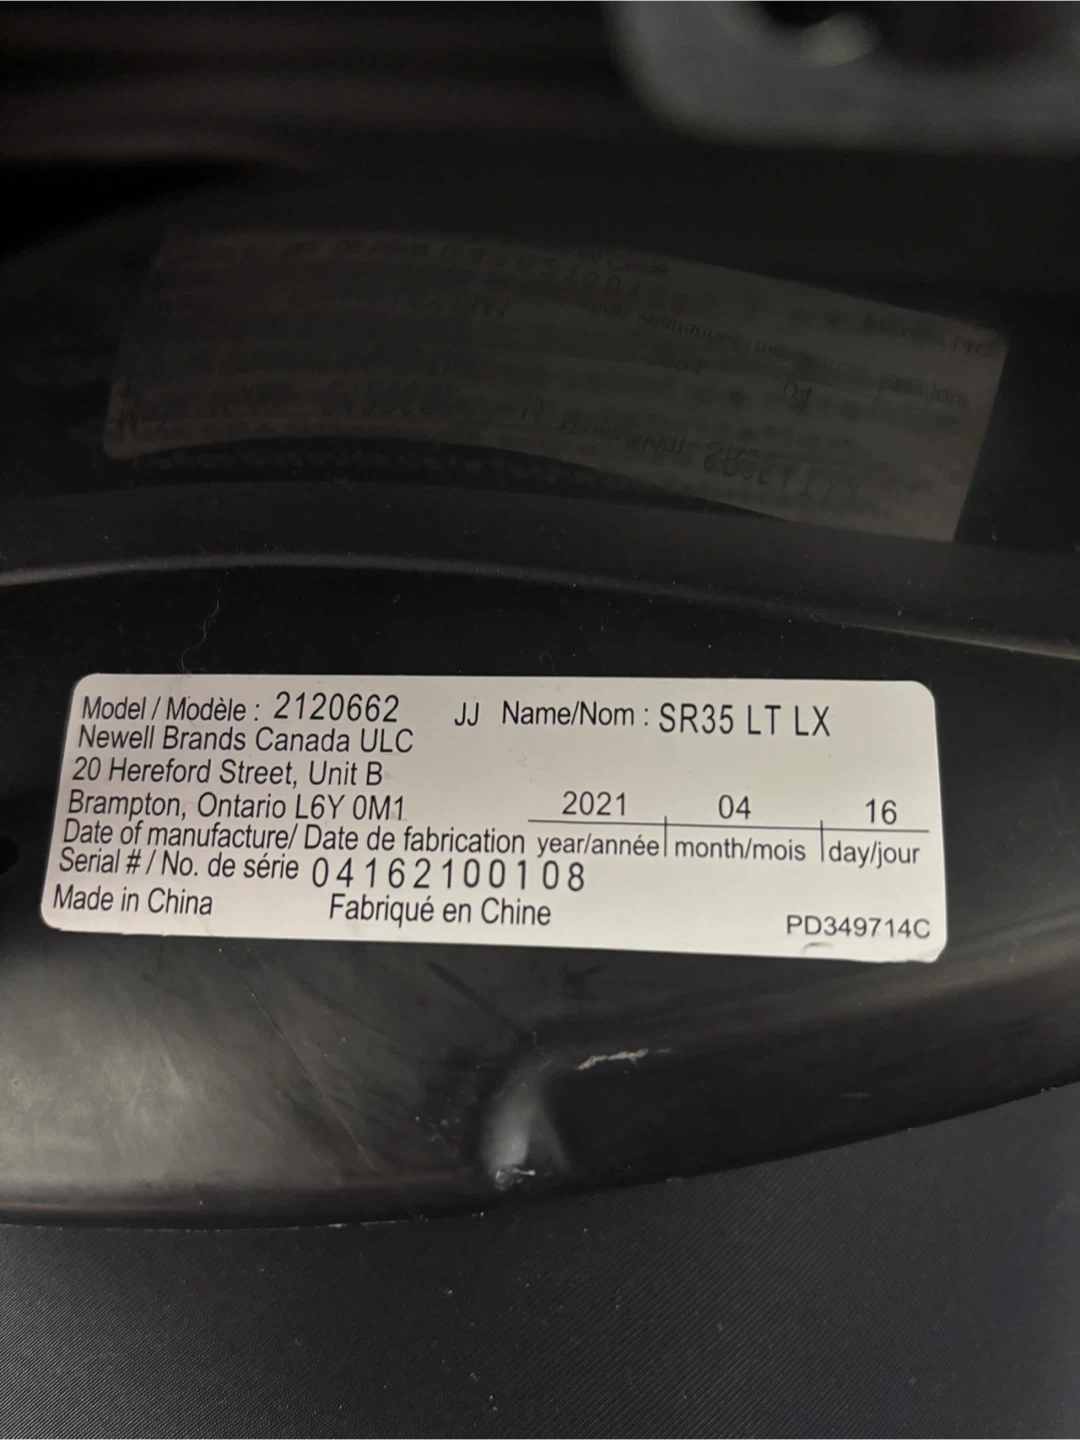 Model / Modèle : 2120662 JJ Name/Nom : SR35 LT LX
Newell Brands Canada ULC
20 Hereford Street, Unit B
Brampton, Ontario L6Y 0M1 2021 04 16
Date of manufacture/ Date de fabrication year/année month/mois day/jour
Serial # / No. de série 04162100108
Made in China Fabriqué en Chine PD349714C